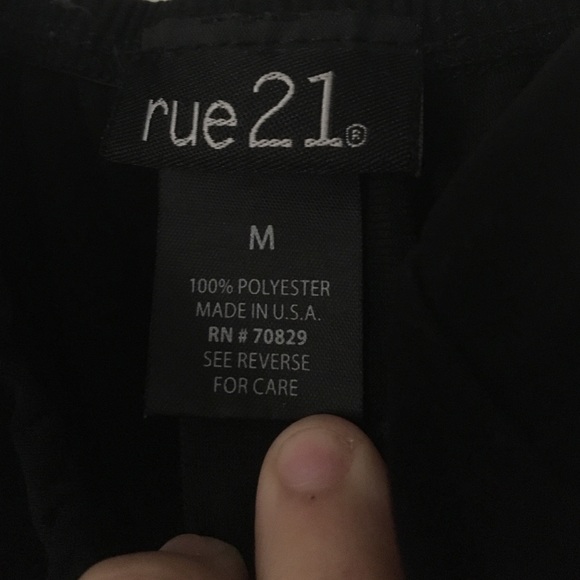 rue21®
M
100% POLYESTER
MADE IN U.S.A.
RN # 70829
SEE REVERSE
FOR CARE